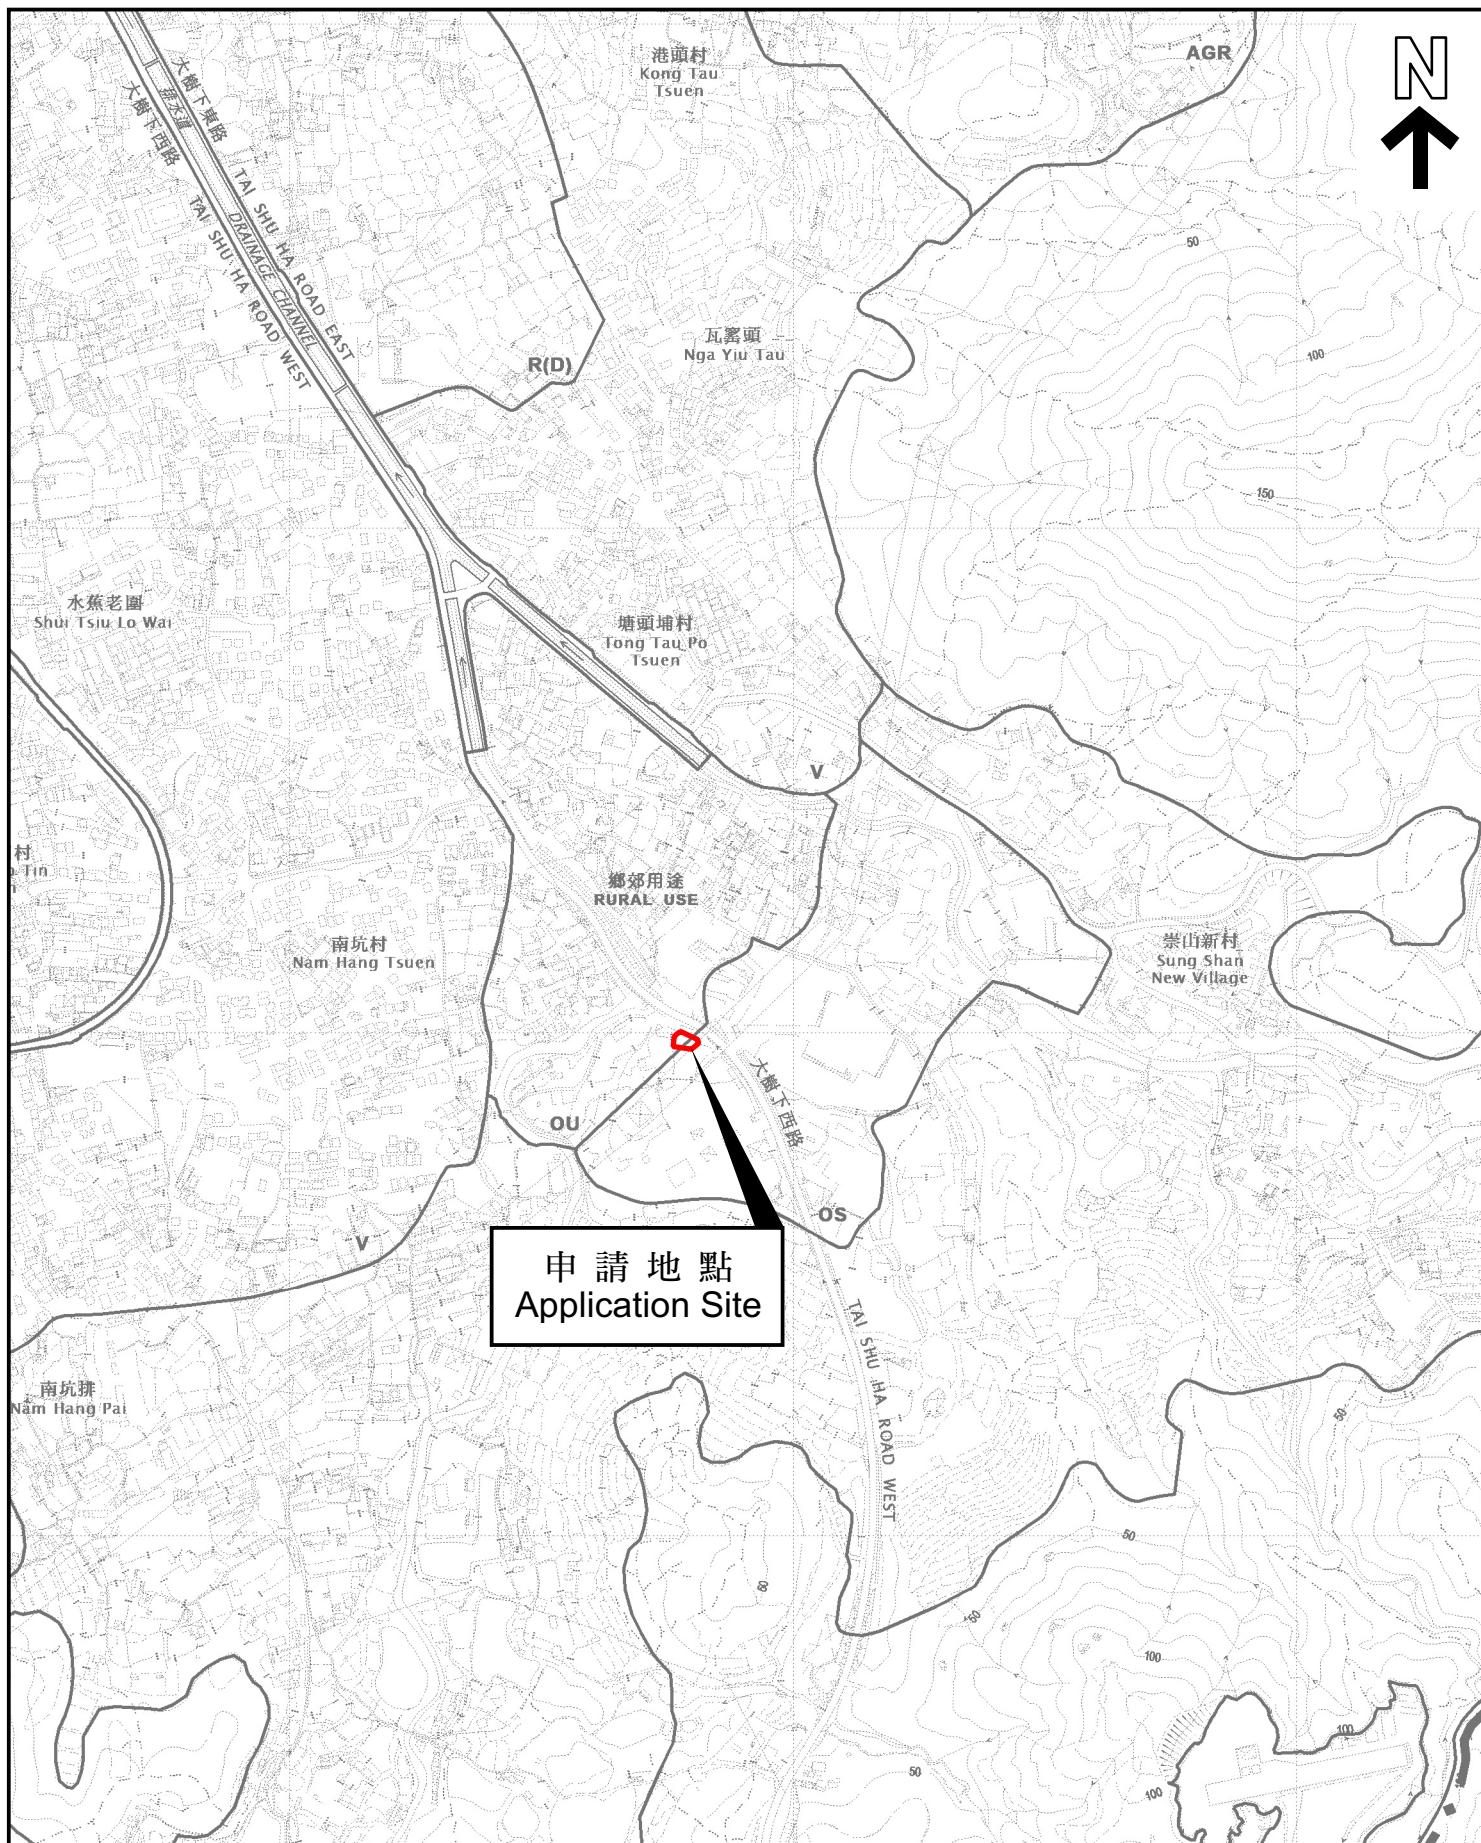 港頭村
Kong Tau
Tsuen
AGR
N
大樹下東路
排水道
大樹下西路
TAI SHU HA ROAD EAST
DRAINAGE CHANNEL
TAI SHU HA ROAD WEST
50
瓦窰頭
Nga Yiu Tau
100
R(D)
150
水蕉老圍
Shui Tsiu Lo Wai
塘頭埔村
Tong Tau Po
Tsuen
V
村
Tin
鄉郊用途
RURAL USE
南坑村
Nam Hang Tsuen
崇山新村
Sung Shan
New Village
大樹下西路
OU
OS
V
申請地點
Application Site
TAI SHU HA ROAD WEST
南坑排
Nam Hang Pai
50
50
60
50
100
100
50
100